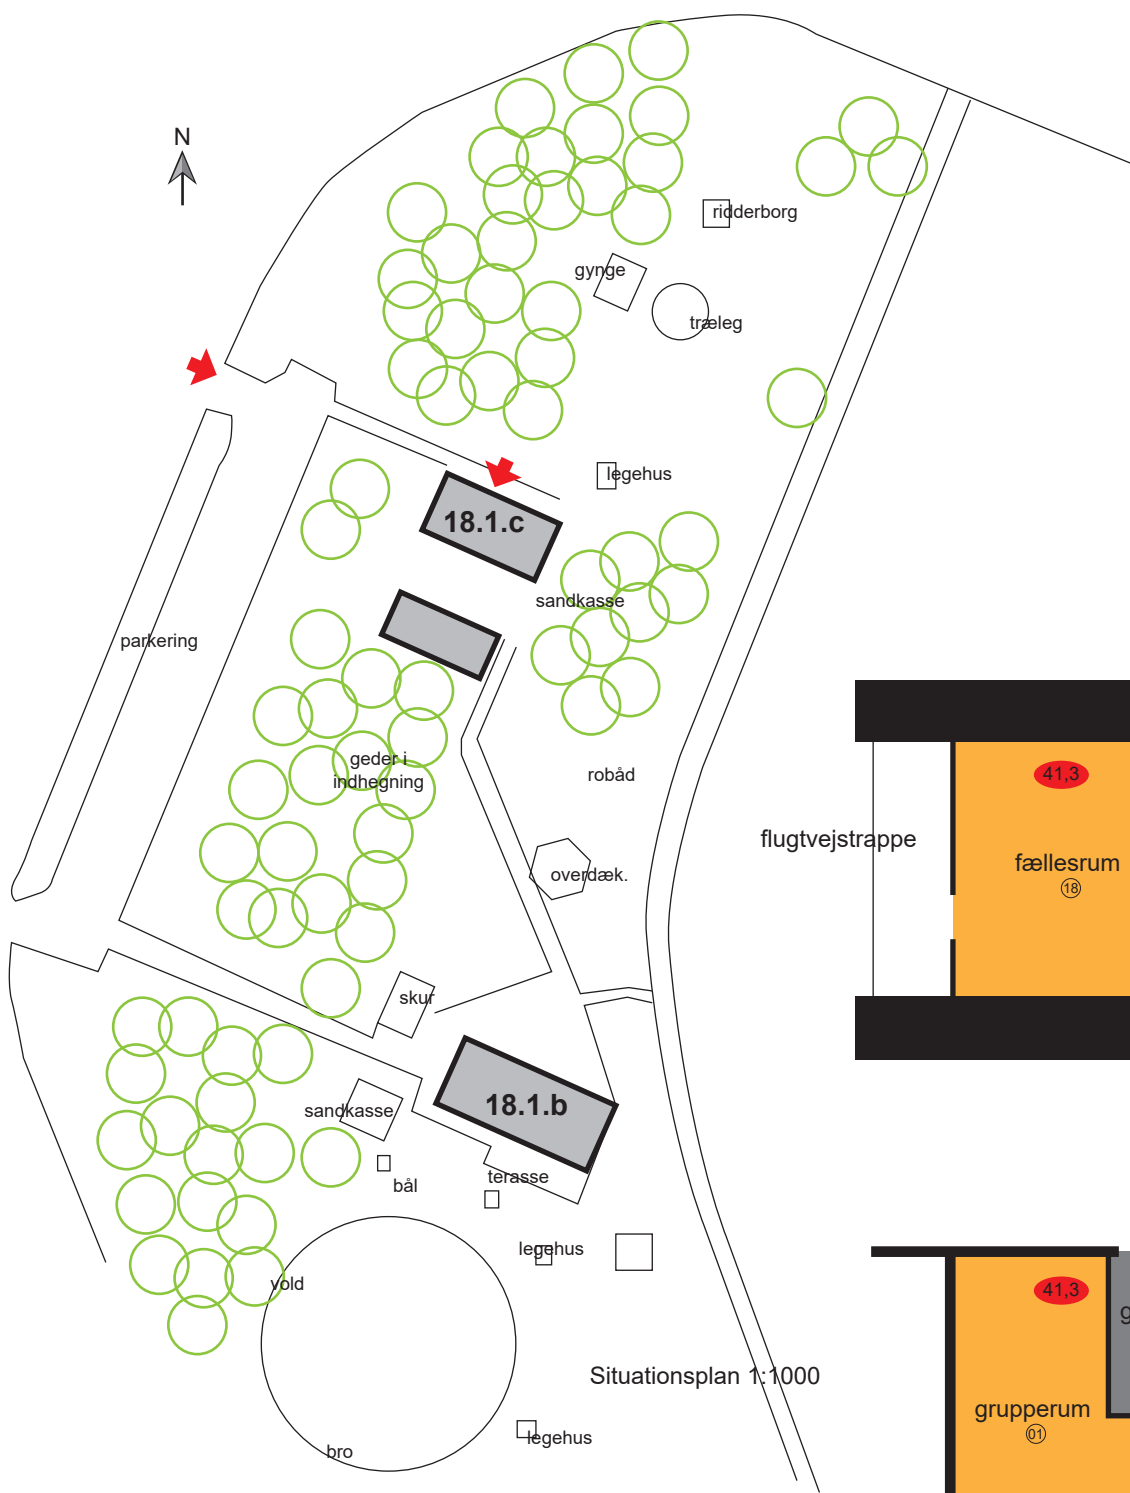 N
ridderborg
gynge
træleg
legehus
18.1.c
sandkasse
parkering
geder i
indhegning
robåd
41,3
flugtvejstrappe
fællesrum
18
overdæk.
skur
18.1.b
sandkasse
bål
terasse
legehus
vold
41,3
g
Situationsplan 1:1000
grupperum
01
legehus
bro